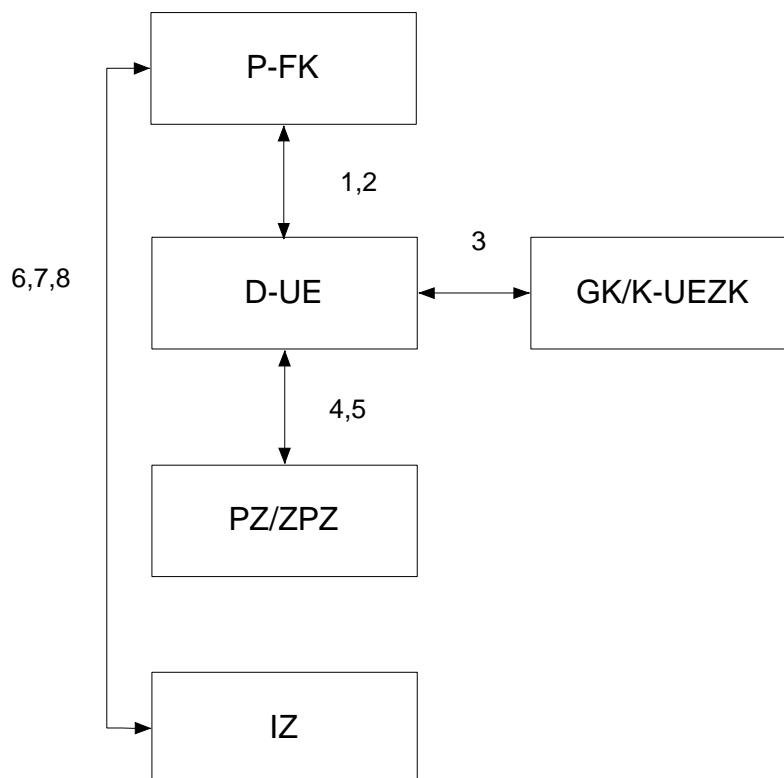 P-FK
1,2
3
6,7,8
D-UE
GK/K-UEZK
4,5
PZ/ZPZ
IZ